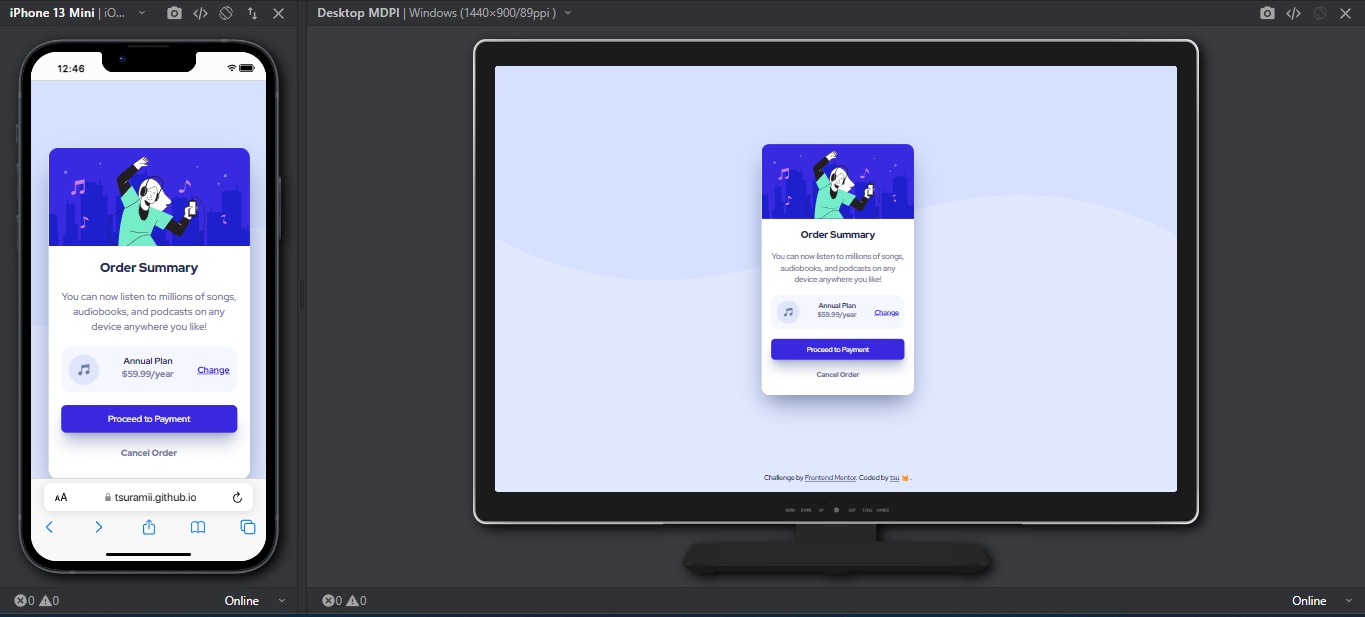 iPhone 13 Mini | iO...
Desktop MDPI | Windows (1440×900/89ppi )
12:46
Order Summary
You can now listen to millions of songs,
audiobooks, and podcasts on any
device anywhere you like!
Annual Plan
$59.99/year
Change
Proceed to Payment
Cancel Order
AA
tsuramii.github.io
0 0
Online
Order Summary
You can now listen to millions of songs,
audiobooks, and podcasts on any
device anywhere you like!
Annual Plan
$59.99/year
Change
Proceed to Payment
Cancel Order
Challenge by Frontend Mentor. Coded by tsu .
0 0
Online